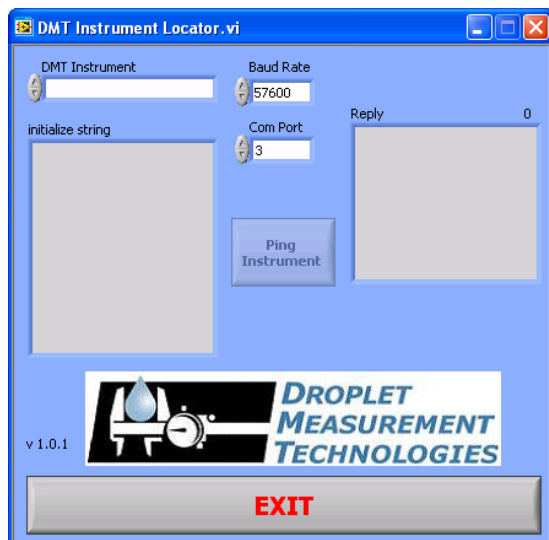 DMT Instrument Locator.vi
DMT Instrument
Baud Rate
57600
initialize string
Com Port
3
Reply 0
Ping
Instrument
DROPLET
MEASUREMENT
TECHNOLOGIES
v 1.0.1
EXIT